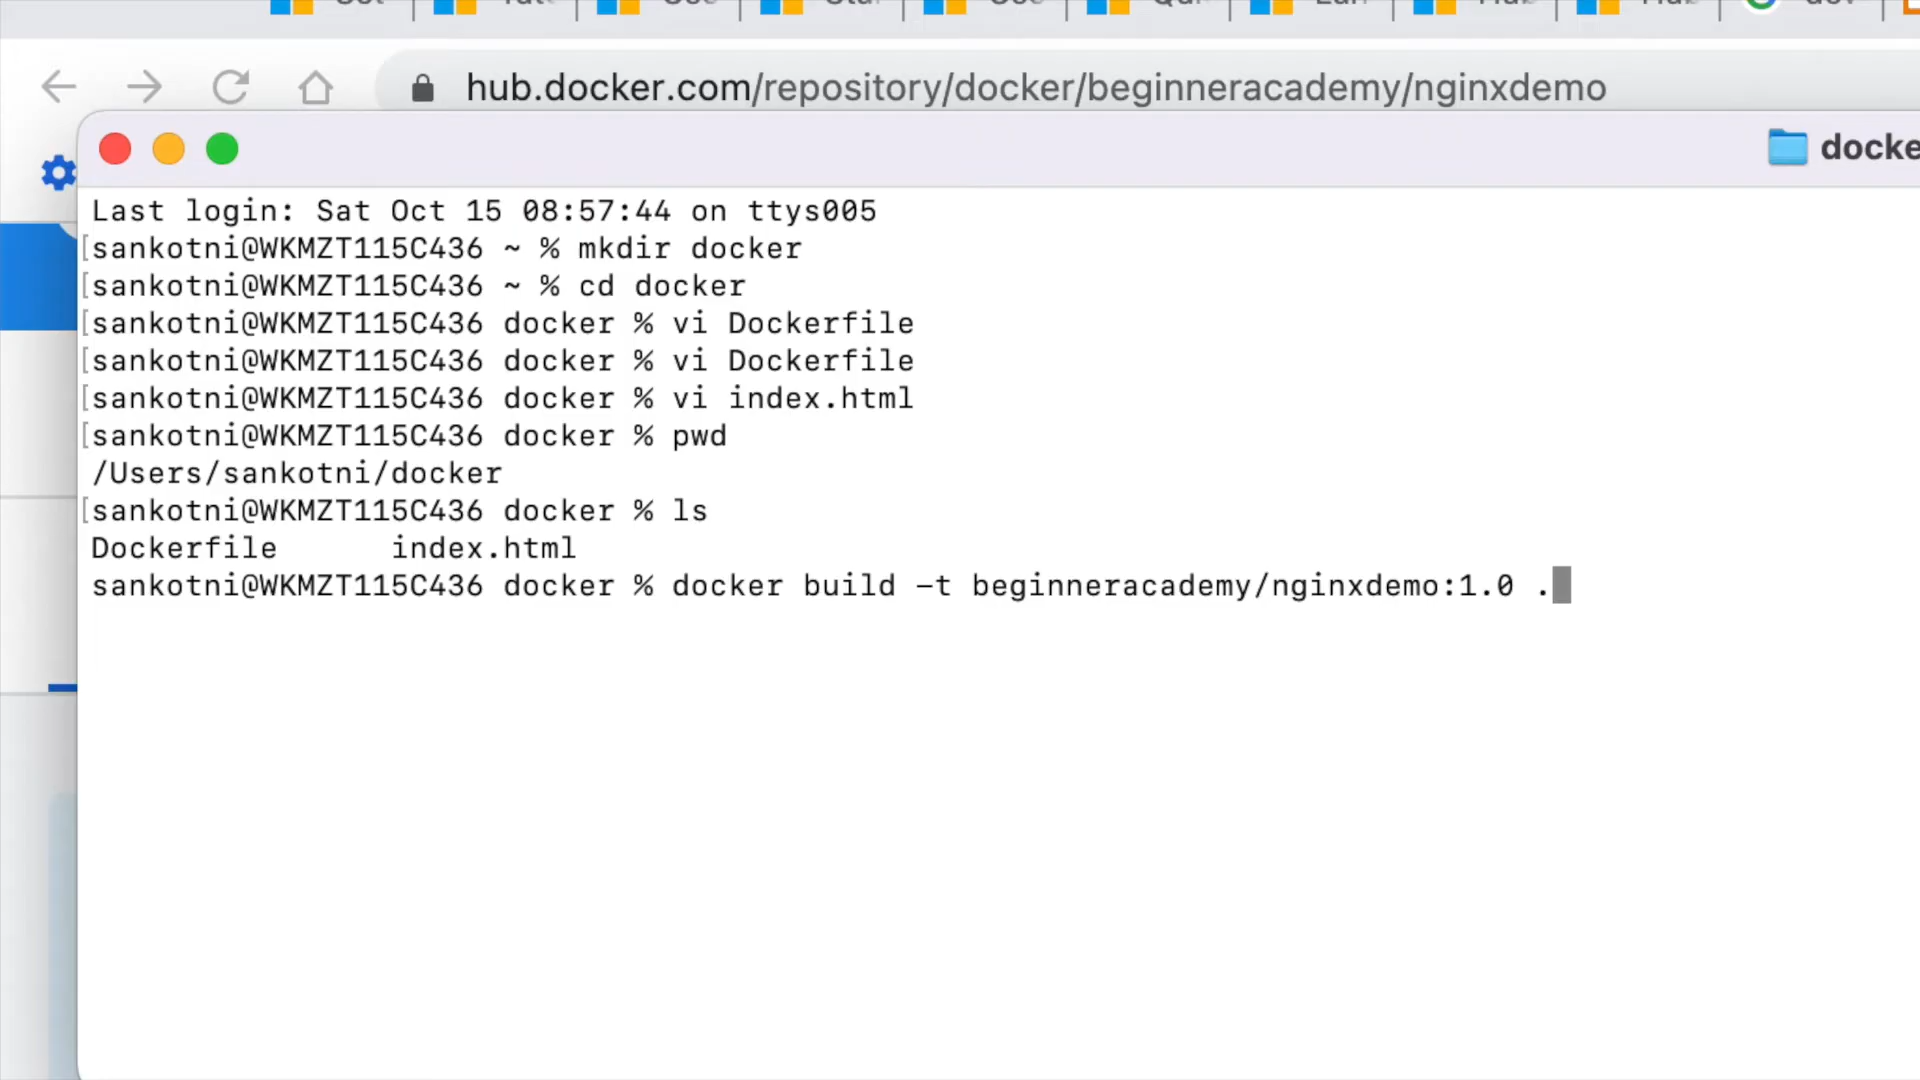 hub.docker.com/repository/docker/beginneracademy/nginxdemo
Last login: Sat Oct 15 08:57:44 on ttys005
[sankotni@WKMZT115C436 ~ % mkdir docker
[sankotni@WKMZT115C436 ~ % cd docker
[sankotni@WKMZT115C436 docker % vi Dockerfile
[sankotni@WKMZT115C436 docker % vi Dockerfile
[sankotni@WKMZT115C436 docker % vi index.html
[sankotni@WKMZT115C436 docker % pwd
/Users/sankotni/docker
[sankotni@WKMZT115C436 docker % ls
Dockerfile index.html
sankotni@WKMZT115C436 docker % docker build -t beginneracademy/nginxdemo:1.0 .